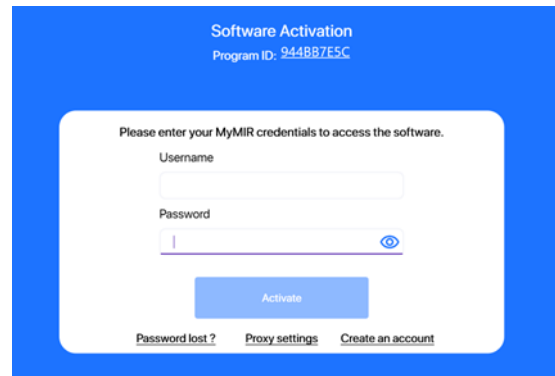 Software Activation
Program ID: 944BB7E5C
Please enter your MyMIR credentials to access the software.
Username
Password
Activate
Password lost ? Proxy settings Create an account